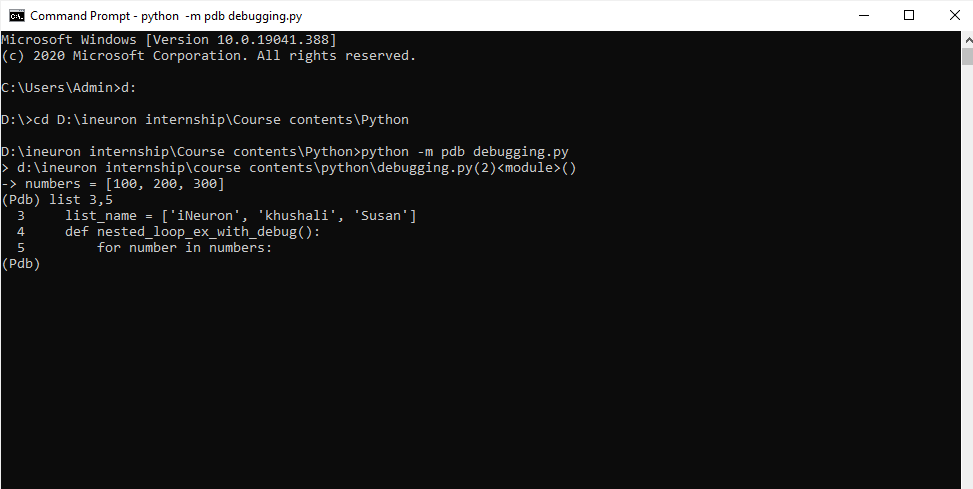 Command Prompt - python -m pdb debugging.py
Microsoft Windows [Version 10.0.19041.388]
(c) 2020 Microsoft Corporation. All rights reserved.
C:\Users\Admin>d:
D:\>cd D:\ineuron internship\Course contents\Python
D:\ineuron internship\Course contents\Python>python -m pdb debugging.py
> d:\ineuron internship\course contents\python\debugging.py(2)<module>()
-> numbers = [100, 200, 300]
(Pdb) list 3,5
  3     list_name = ['iNeuron', 'khushali', 'Susan']
  4     def nested_loop_ex_with_debug():
  5         for number in numbers:
(Pdb)